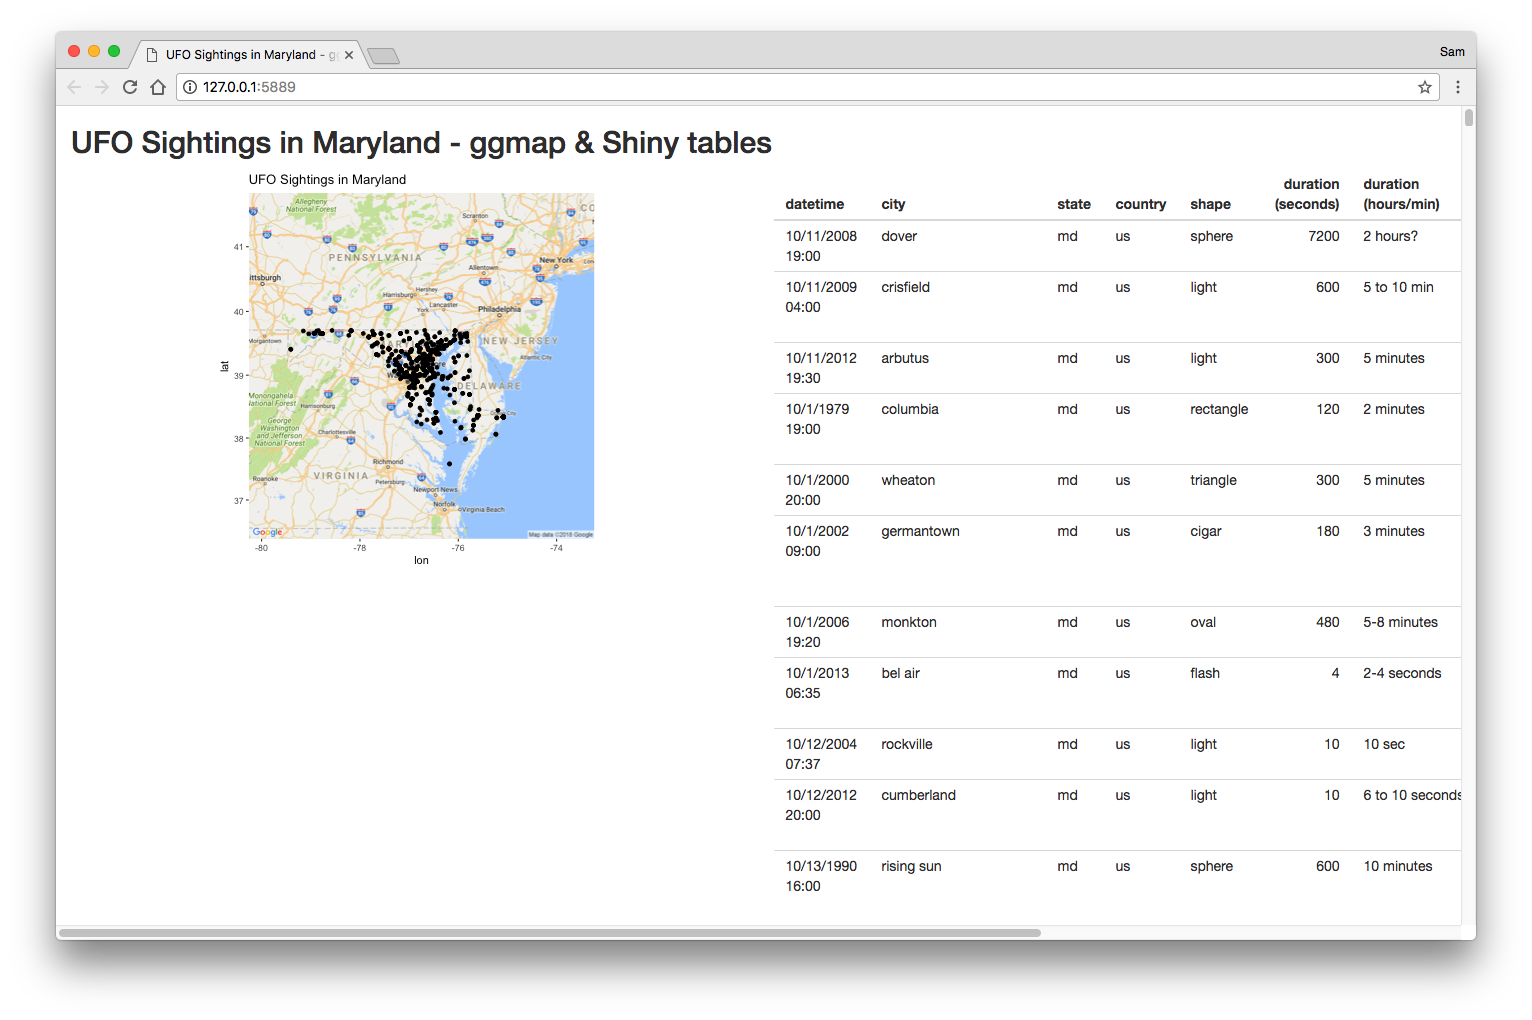 UFO Sightings in Maryland - gg
Sam
127.0.0.1:5889
UFO Sightings in Maryland - ggmap & Shiny tables
UFO Sightings in Maryland
Allegheny
National Forest
Scranton
PENNSYLVANIA
Allentown
New York
ittsburgh
Harrisburg
Hershey
Lancaster
York
Philadelphia
Morgantown
NEW JERSEY
Atlantic City
DELAWARE
Monongahela
National Forest
Harrisonburg
George
Washington
and Jefferson
National Forest
Charlottesville
Richmond
VIRGINIA
Petersburg
Roanoke
Newport News
Norfolk
Virginia Beach
Google
Map data ©2016 Google
41
40
39
38
37
lat
-80 -78 -76 -74
lon
datetime city state country shape duration (seconds) duration (hours/min)
10/11/2008 19:00 dover md us sphere 7200 2 hours?
10/11/2009 04:00 crisfield md us light 600 5 to 10 min
10/11/2012 19:30 arbutus md us light 300 5 minutes
10/1/1979 19:00 columbia md us rectangle 120 2 minutes
10/1/2000 20:00 wheaton md us triangle 300 5 minutes
10/1/2002 09:00 germantown md us cigar 180 3 minutes
10/1/2006 19:20 monkton md us oval 480 5-8 minutes
10/1/2013 06:35 bel air md us flash 4 2-4 seconds
10/12/2004 07:37 rockville md us light 10 10 sec
10/12/2012 20:00 cumberland md us light 10 6 to 10 seconds
10/13/1990 16:00 rising sun md us sphere 600 10 minutes